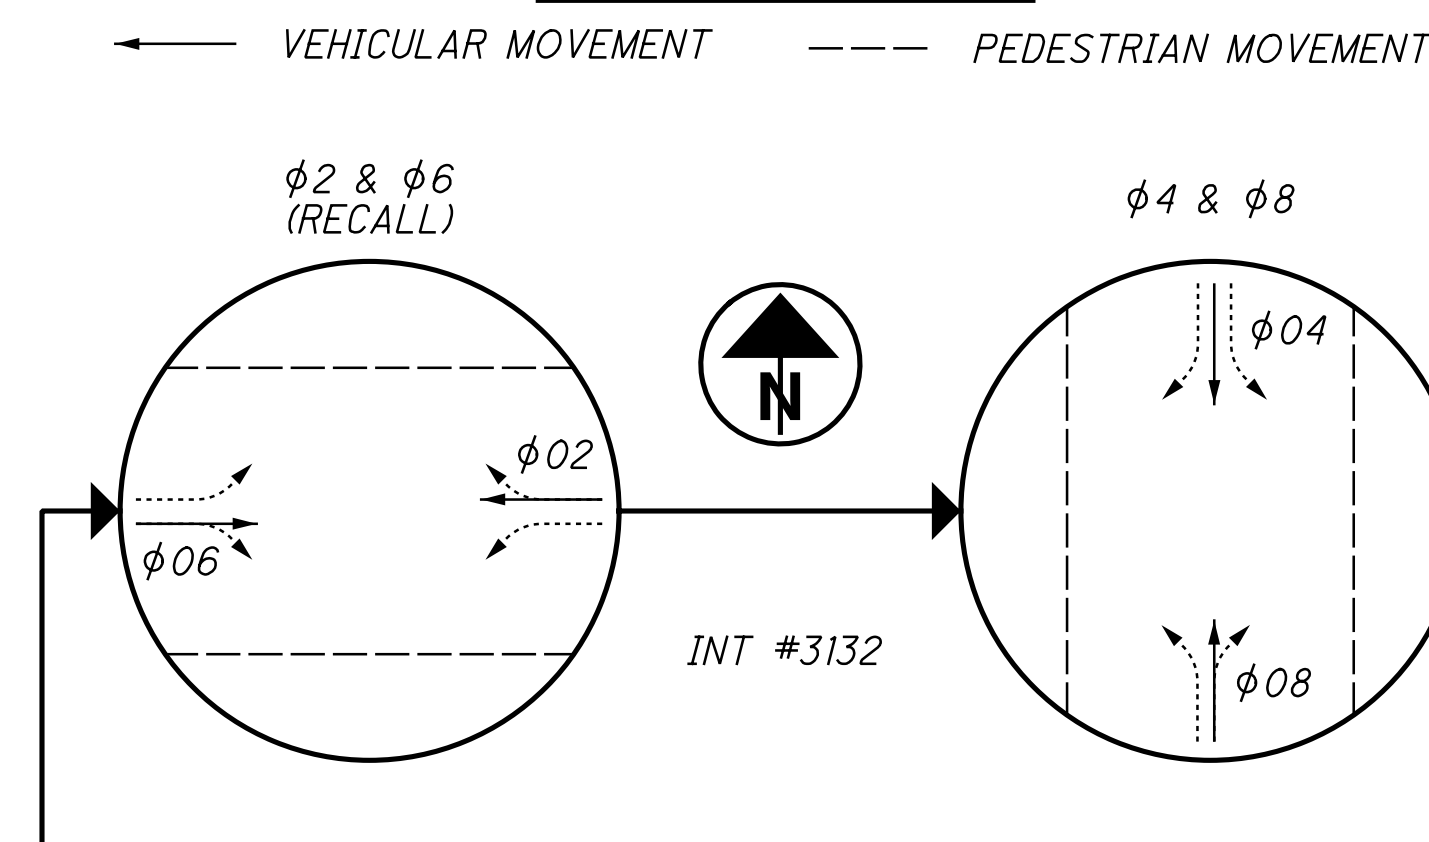 VEHICULAR MOVEMENT
PEDESTRIAN MOVEMENT
ϕ2 & ϕ6
(RECALL)
ϕ4 & ϕ8
N
ϕ04
ϕ02
ϕ06
INT #3132
ϕ08